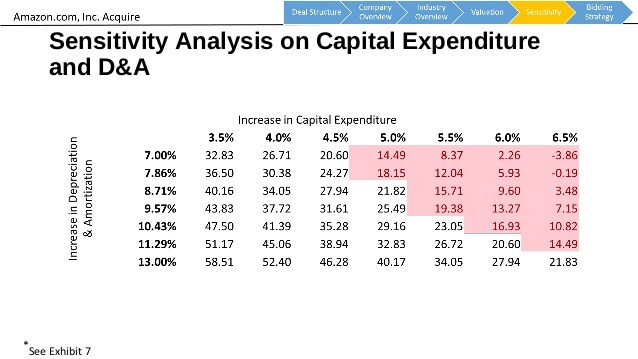 Amazon.com, Inc. Acquire
Deal Structure
Company
Overview
Industry
Overview
Valuation
Sensitivity
Bidding
Strategy
Sensitivity Analysis on Capital Expenditure
and D&A
Increase in Capital Expenditure
Increase in Depreciation
& Amortization
3.5% 4.0% 4.5% 5.0% 5.5% 6.0% 6.5%
7.00% 32.83 26.71 20.60 14.49 8.37 2.26 -3.86
7.86% 36.50 30.38 24.27 18.15 12.04 5.93 -0.19
8.71% 40.16 34.05 27.94 21.82 15.71 9.60 3.48
9.57% 43.83 37.72 31.61 25.49 19.38 13.27 7.15
10.43% 47.50 41.39 35.28 29.16 23.05 16.93 10.82
11.29% 51.17 45.06 38.94 32.83 26.72 20.60 14.49
13.00% 58.51 52.40 46.28 40.17 34.05 27.94 21.83
*See Exhibit 7